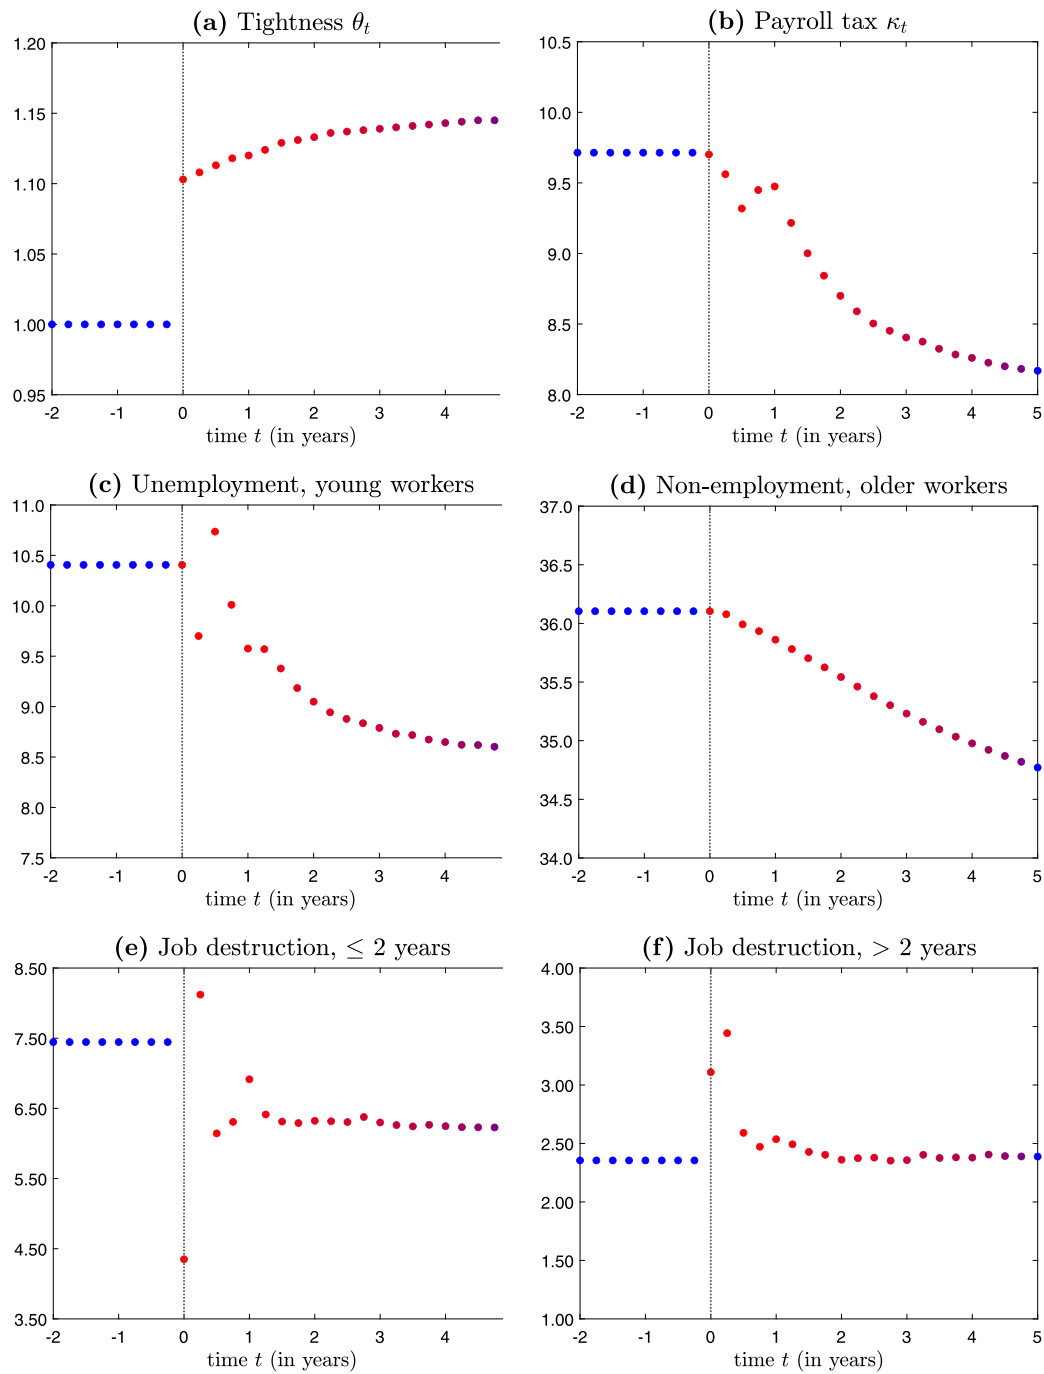 (a) Tightness θt
1.20
1.15
1.10
1.05
1.00
0.95
-2 -1 0 1 2 3 4
time t (in years)
(b) Payroll tax κt
10.5
10.0
9.5
9.0
8.5
8.0
-2 -1 0 1 2 3 4 5
time t (in years)
(c) Unemployment, young workers
11.0
10.5
10.0
9.5
9.0
8.5
8.0
7.5
-2 -1 0 1 2 3 4
time t (in years)
(d) Non-employment, older workers
37.0
36.5
36.0
35.5
35.0
34.5
34.0
-2 -1 0 1 2 3 4 5
time t (in years)
(e) Job destruction, ≤ 2 years
8.50
7.50
6.50
5.50
4.50
3.50
-2 -1 0 1 2 3 4
time t (in years)
(f) Job destruction, > 2 years
4.00
3.50
3.00
2.50
2.00
1.50
1.00
-2 -1 0 1 2 3 4 5
time t (in years)